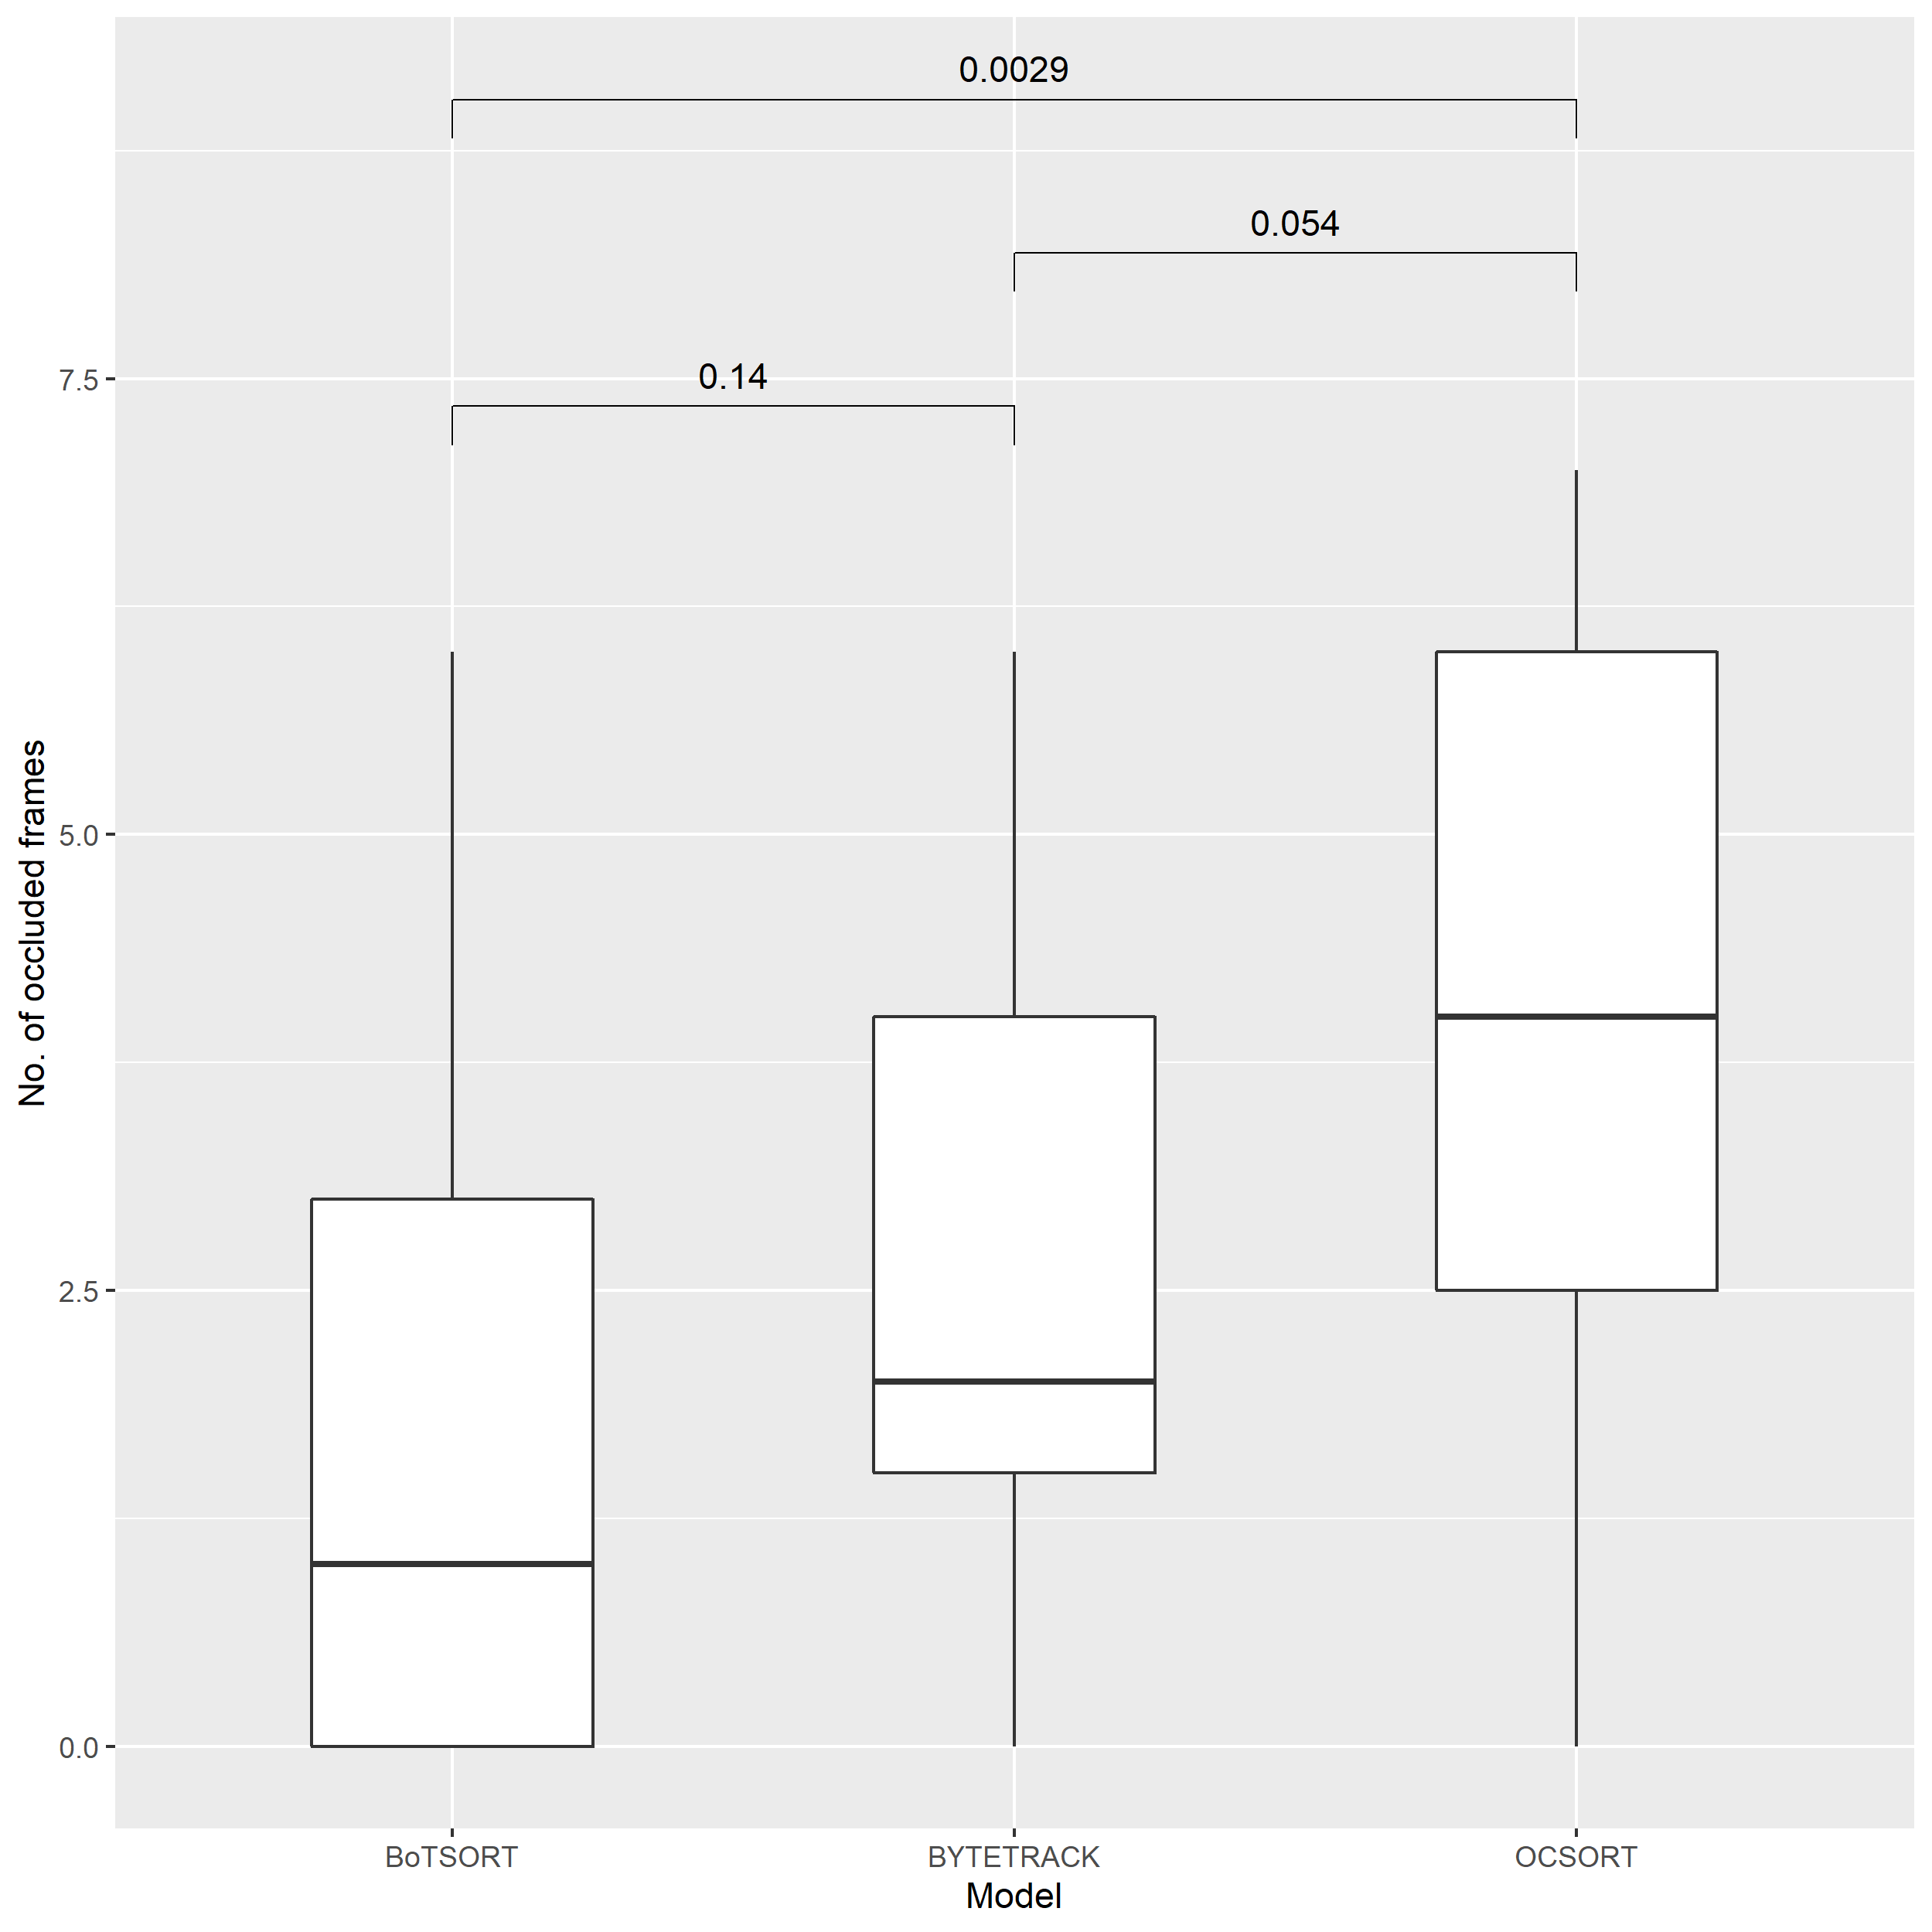 0.0029
0.054
0.14
7.5
5.0
2.5
0.0
No. of occluded frames
BoTSORT BYTETRACK OCSORT
Model